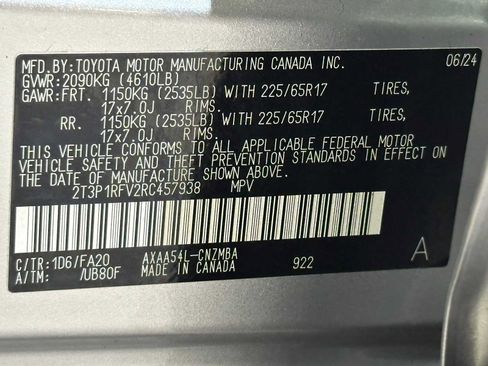 MFD.BY:TOYOTA MOTOR MANUFACTURING CANADA INC. 06/24
GVWR:2090KG (4610LB)
GAWR:FRT. 1150KG (2535LB) WITH 225/65R17 TIRES,
17x7.0J RIMS.
RR. 1150KG (2535LB) WITH 225/65R17 TIRES,
17x7.0J RIMS.
THIS VEHICLE CONFORMS TO ALL APPLICABLE FEDERAL MOTOR
VEHICLE SAFETY AND THEFT PREVENTION STANDARDS IN EFFECT ON
THE DATE OF MANUFACTURE SHOWN ABOVE.
2T3P1RFV2RC457938 MPV
C/TR:1D6/FA20 AXAA54L-CNZMBA A
A/TM: /UB80F MADE IN CANADA 922